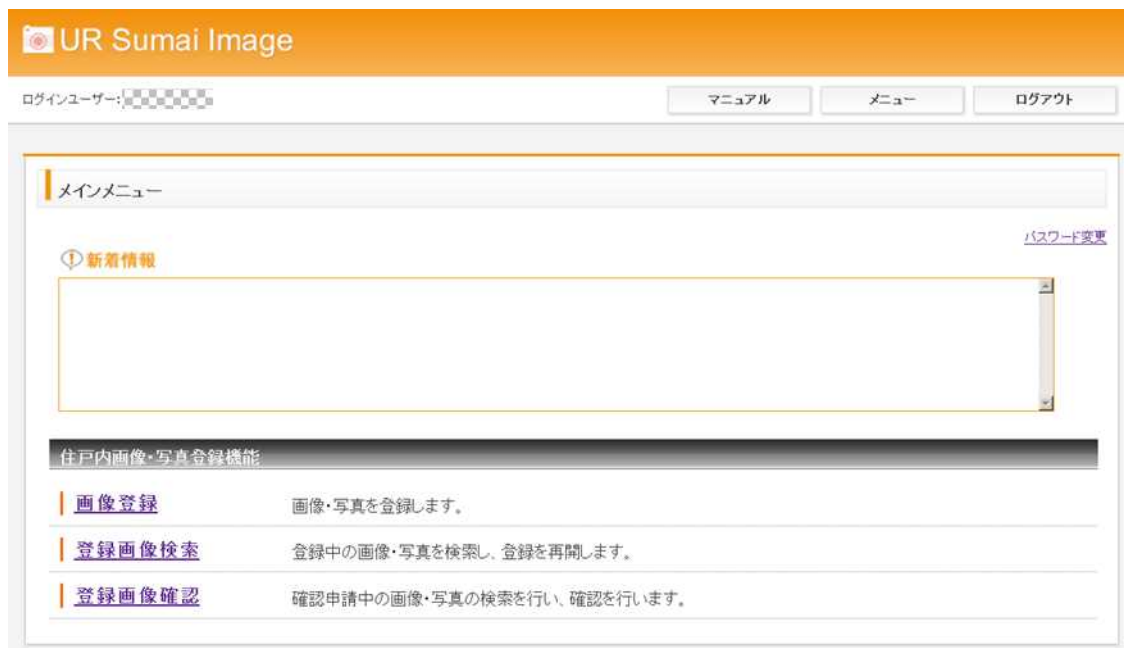 UR Sumai Image
ログインユーザー:
マニュアル
メニュー
ログアウト
メインメニュー
パスワード変更
新着情報
住戸内画像・写真登録機能
画像登録 画像・写真を登録します。
登録画像検索 登録中の画像・写真を検索し、登録を再開します。
登録画像確認 確認申請中の画像・写真の検索を行い、確認を行います。